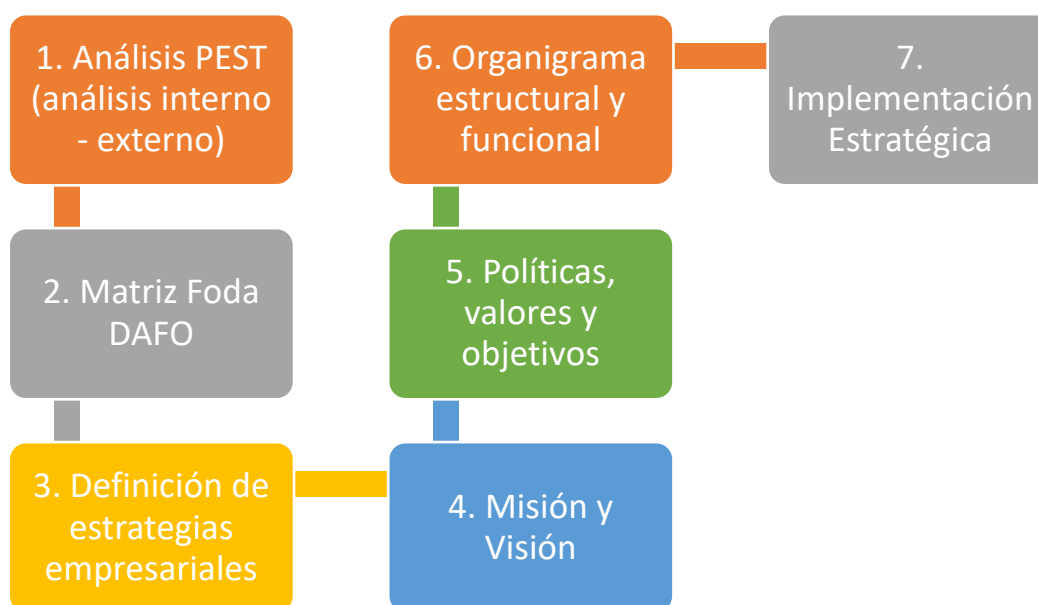 1. Análisis PEST
(análisis interno
- externo)
2. Matriz Foda
DAFO
3. Definición de
estrategias
empresariales
4. Misión y
Visión
5. Políticas,
valores y
objetivos
6. Organigrama
estructural y
funcional
7.
Implementación
Estratégica